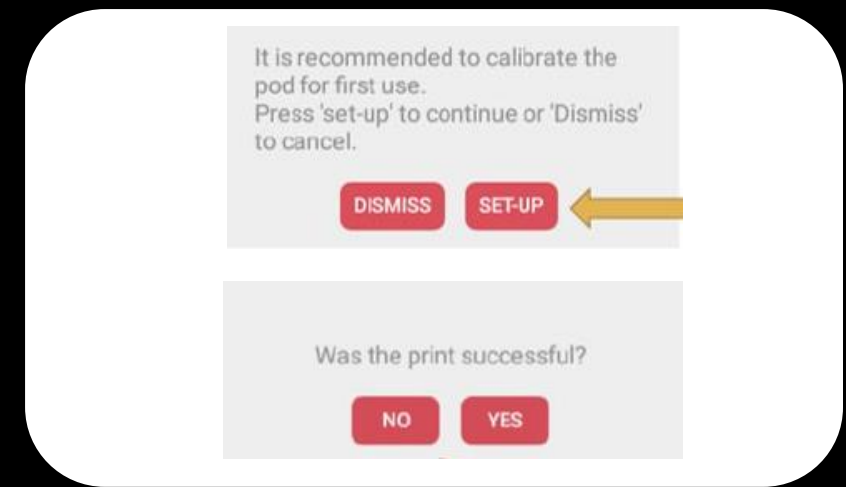 It is recommended to calibrate the
pod for first use.
Press 'set-up' to continue or 'Dismiss'
to cancel.
DISMISS SET-UP
Was the print successful?
NO YES